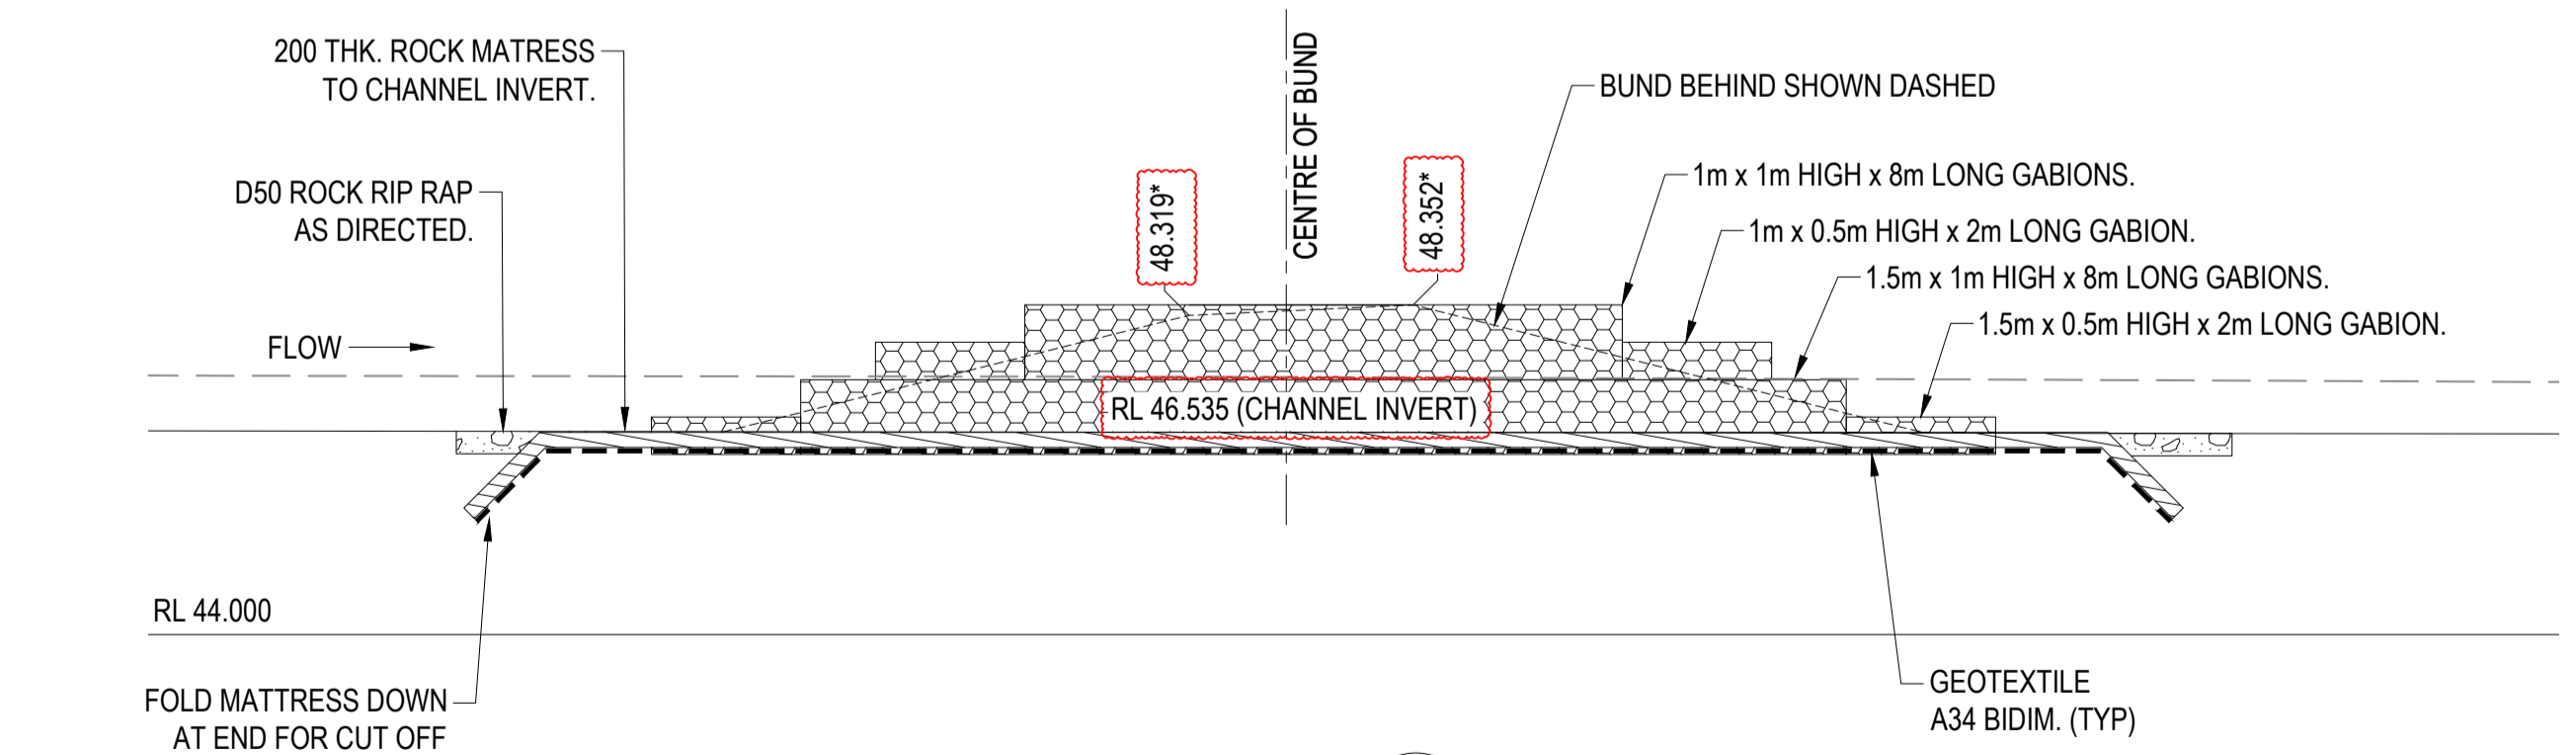 200 THK. ROCK MATRESS
TO CHANNEL INVERT.
CENTRE OF BUND
BUND BEHIND SHOWN DASHED
D50 ROCK RIP RAP
AS DIRECTED.
48.319*
48.352*
1m x 1m HIGH x 8m LONG GABIONS.
1m x 0.5m HIGH x 2m LONG GABION.
1.5m x 1m HIGH x 8m LONG GABIONS.
1.5m x 0.5m HIGH x 2m LONG GABION.
FLOW
RL 46.535 (CHANNEL INVERT)
RL 44.000
FOLD MATTRESS DOWN
AT END FOR CUT OFF
GEOTEXTILE
A34 BIDIM. (TYP)